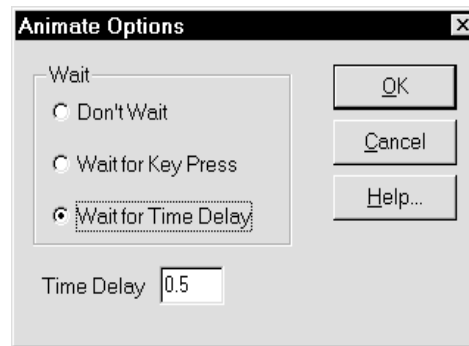 Animate Options
Wait
Don't Wait
Wait for Key Press
Wait for Time Delay
Time Delay 0.5
OK
Cancel
Help...